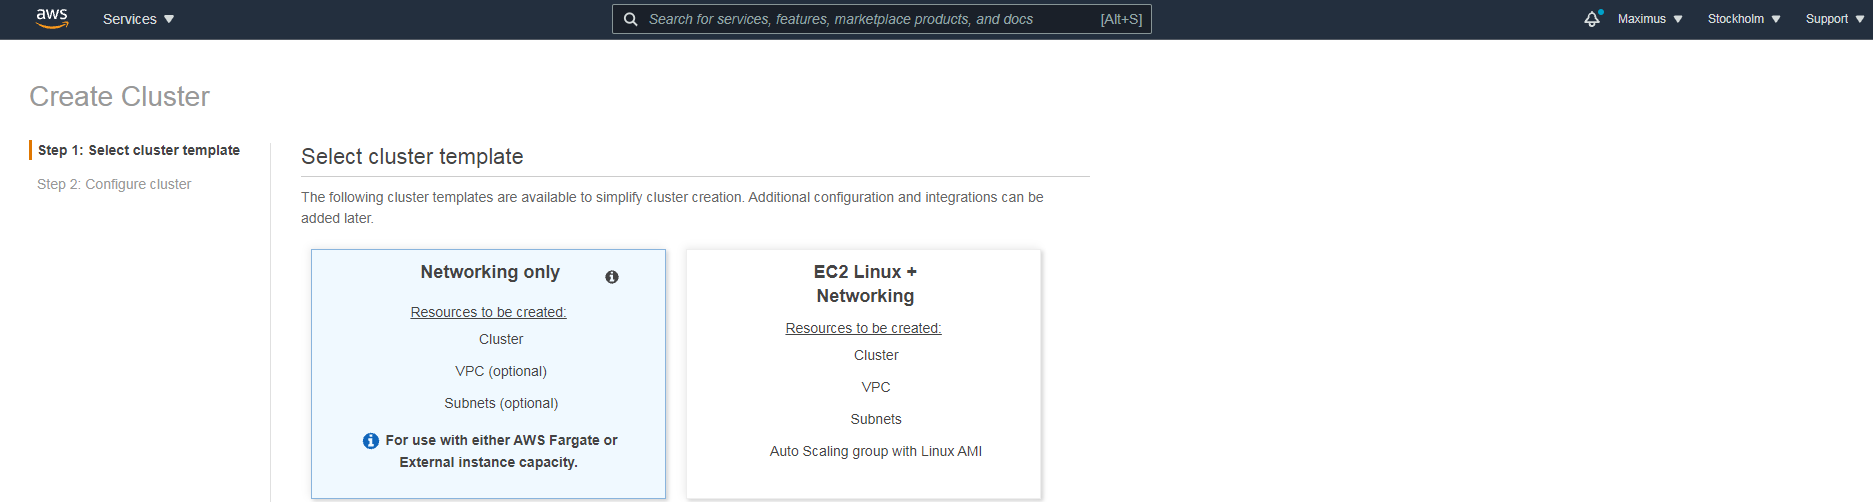 aws
Services
Search for services, features, marketplace products, and docs
[Alt+S]
Maximus
Stockholm
Support
Create Cluster
Step 1: Select cluster template
Step 2: Configure cluster
Select cluster template
The following cluster templates are available to simplify cluster creation. Additional configuration and integrations can be
added later.
Networking only
Resources to be created:
Cluster
VPC (optional)
Subnets (optional)
For use with either AWS Fargate or
External instance capacity.
EC2 Linux +
Networking
Resources to be created:
Cluster
VPC
Subnets
Auto Scaling group with Linux AMI